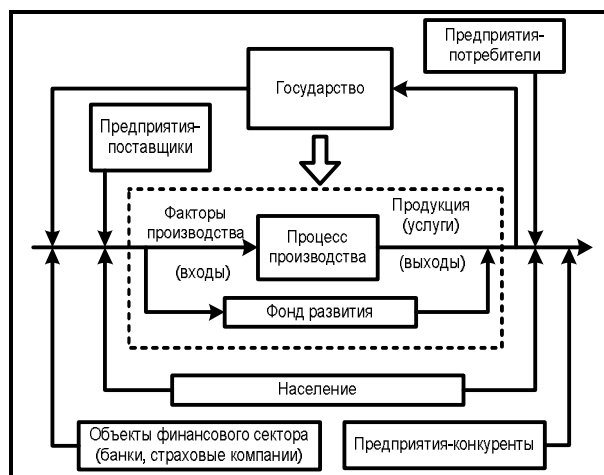 Предприятия-
потребители
Государство
Предприятия-
поставщики
Факторы
производства
(входы)
Процесс
производства
Продукция
(услуги)
(выходы)
Фонд развития
Население
Объекты финансового сектора
(банки, страховые компании)
Предприятия-конкуренты